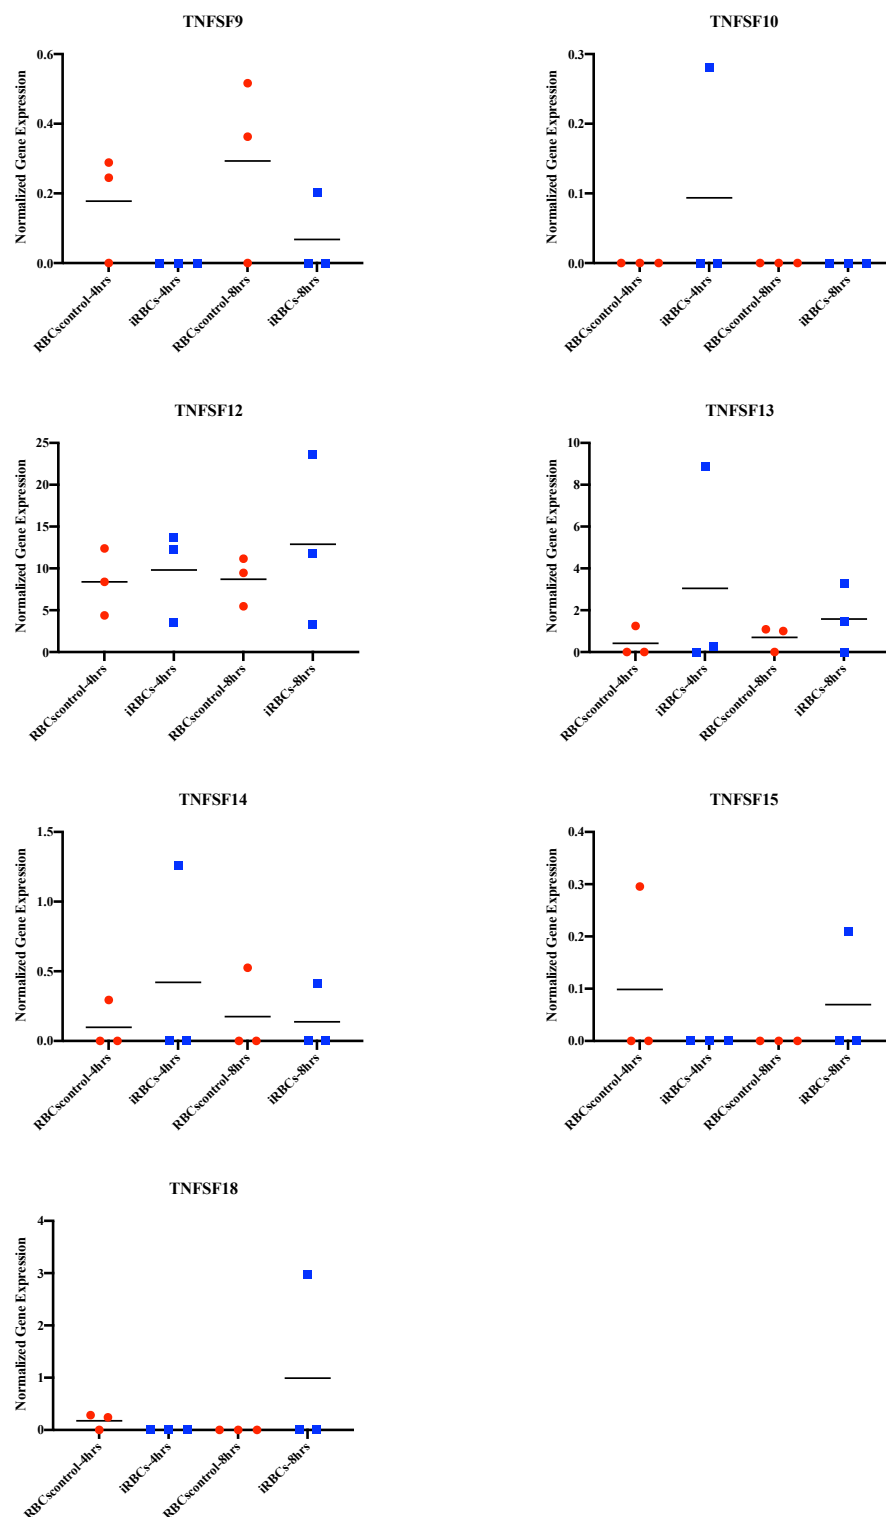 TNFSF9
Normalized Gene Expression
0.6
0.4
0.2
0.0
RBCscontrol-4hrs
iRBCs-4hrs
RBCscontrol-8hrs
iRBCs-8hrs
TNFSF10
Normalized Gene Expression
0.3
0.2
0.1
0.0
RBCscontrol-4hrs
iRBCs-4hrs
RBCscontrol-8hrs
iRBCs-8hrs
TNFSF12
Normalized Gene Expression
25
20
15
10
5
0
RBCscontrol-4hrs
iRBCs-4hrs
RBCscontrol-8hrs
iRBCs-8hrs
TNFSF13
Normalized Gene Expression
10
8
6
4
2
0
RBCscontrol-4hrs
iRBCs-4hrs
RBCscontrol-8hrs
iRBCs-8hrs
TNFSF14
Normalized Gene Expression
1.5
1.0
0.5
0.0
RBCscontrol-4hrs
iRBCs-4hrs
RBCscontrol-8hrs
iRBCs-8hrs
TNFSF15
Normalized Gene Expression
0.4
0.3
0.2
0.1
0.0
RBCscontrol-4hrs
iRBCs-4hrs
RBCscontrol-8hrs
iRBCs-8hrs
TNFSF18
Normalized Gene Expression
4
3
2
1
0
RBCscontrol-4hrs
iRBCs-4hrs
RBCscontrol-8hrs
iRBCs-8hrs